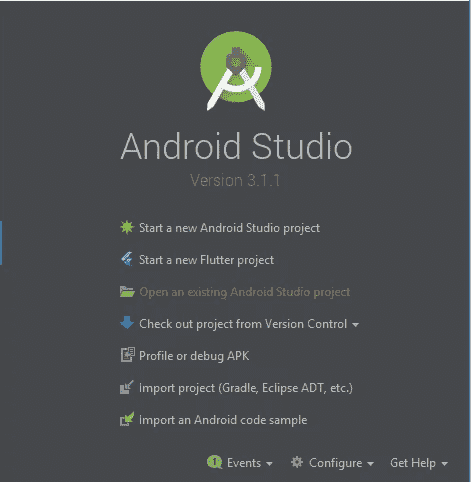 Android Studio
Version 3.1.1
Start a new Android Studio project
Start a new Flutter project
Open an existing Android Studio project
Check out project from Version Control
Profile or debug APK
Import project (Gradle, Eclipse ADT, etc.)
Import an Android code sample
1 Events Configure Get Help